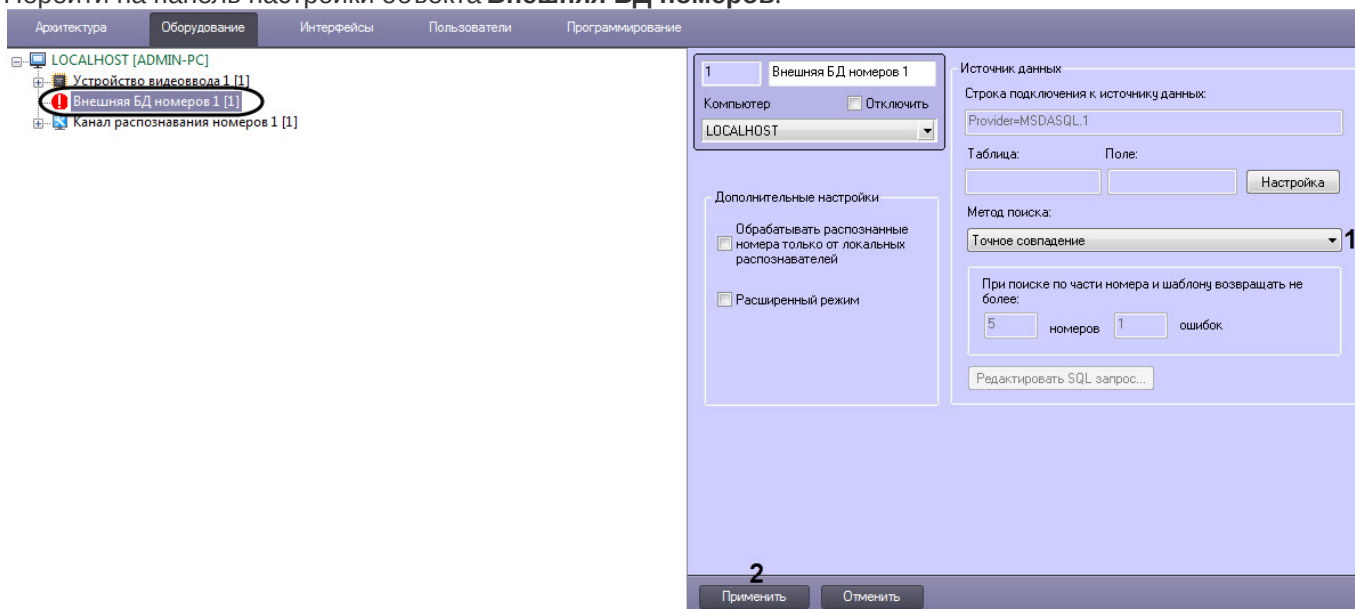 Перейти на панель настройки объекта Внешняя БД номеров.
Архитектура Оборудование Интерфейсы Пользователи Программирование
LOCALHOST [ADMIN-PC]
Устройство видеоввода 1 [1]
Внешняя БД номеров 1 [1]
Канал распознавания номеров 1 [1]
1 Внешняя БД номеров 1
Компьютер Отключить
LOCALHOST
Дополнительные настройки
Обрабатывать распознанные
номера только от локальных
распознавателей
Расширенный режим
Источник данных
Строка подключения к источнику данных:
Provider=MSDASQL.1
Таблица: Поле:
Настройка
Метод поиска:
Точное совпадение 1
При поиске по части номера и шаблону возвращать не
более:
5 номеров 1 ошибок
Редактировать SQL запрос...
2
Применить Отменить